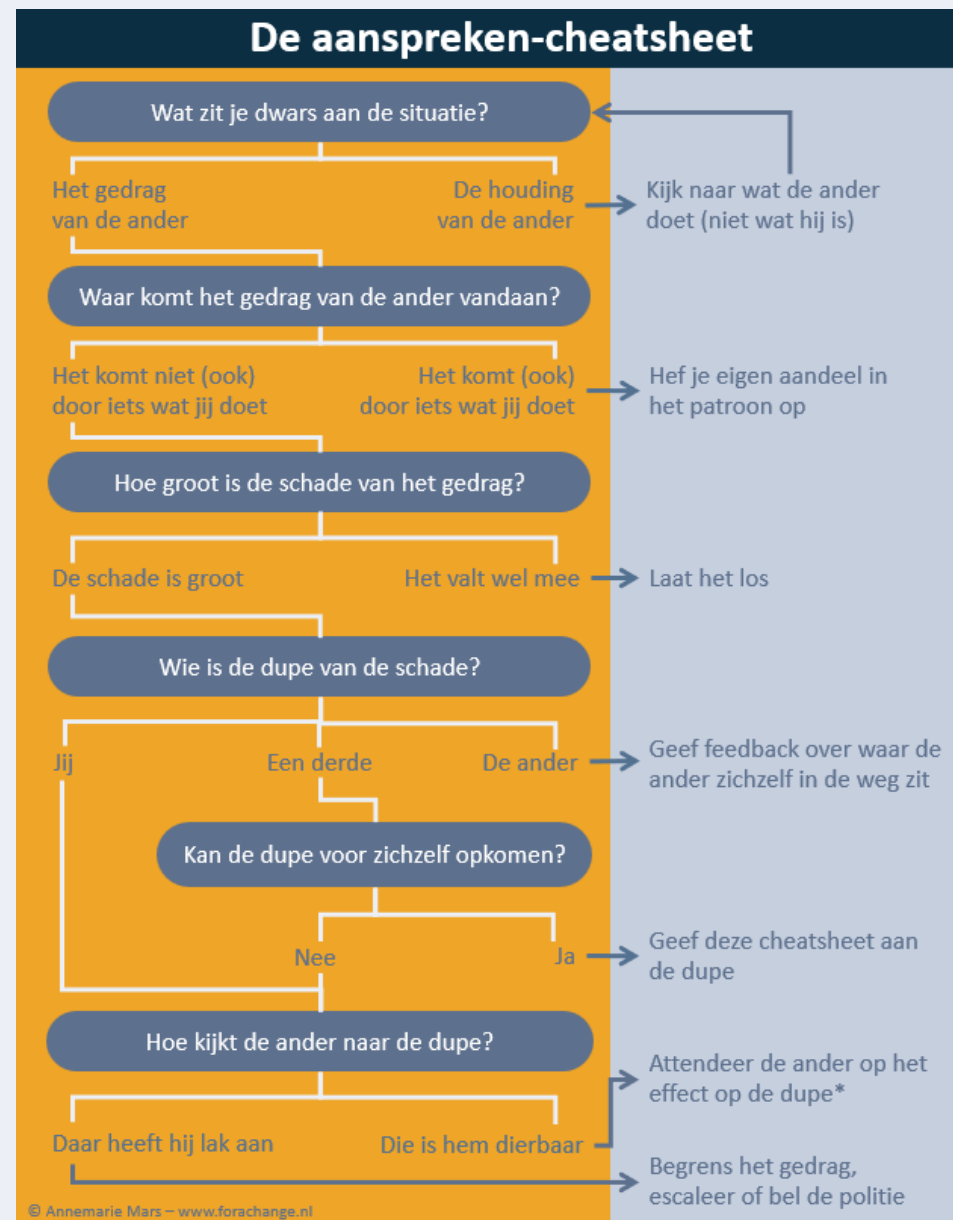 De aanspreken-cheatsheet
Wat zit je dwars aan de situatie?
Het gedrag
van de ander
De houding
van de ander
Kijk naar wat de ander
doet (niet wat hij is)
Waar komt het gedrag van de ander vandaan?
Het komt niet (ook)
door iets wat jij doet
Het komt (ook)
door iets wat jij doet
Hef je eigen aandeel in
het patroon op
Hoe groot is de schade van het gedrag?
De schade is groot
Het valt wel mee
Laat het los
Wie is de dupe van de schade?
Jij
Een derde
De ander
Geef feedback over waar de
ander zichzelf in de weg zit
Kan de dupe voor zichzelf opkomen?
Nee
Ja
Geef deze cheatsheet aan
de dupe
Hoe kijkt de ander naar de dupe?
Daar heeft hij lak aan
Die is hem dierbaar
Attendeer de ander op het
effect op de dupe*
Begrens het gedrag,
escaleer of bel de politie
© Annemarie Mars – www.forachange.nl